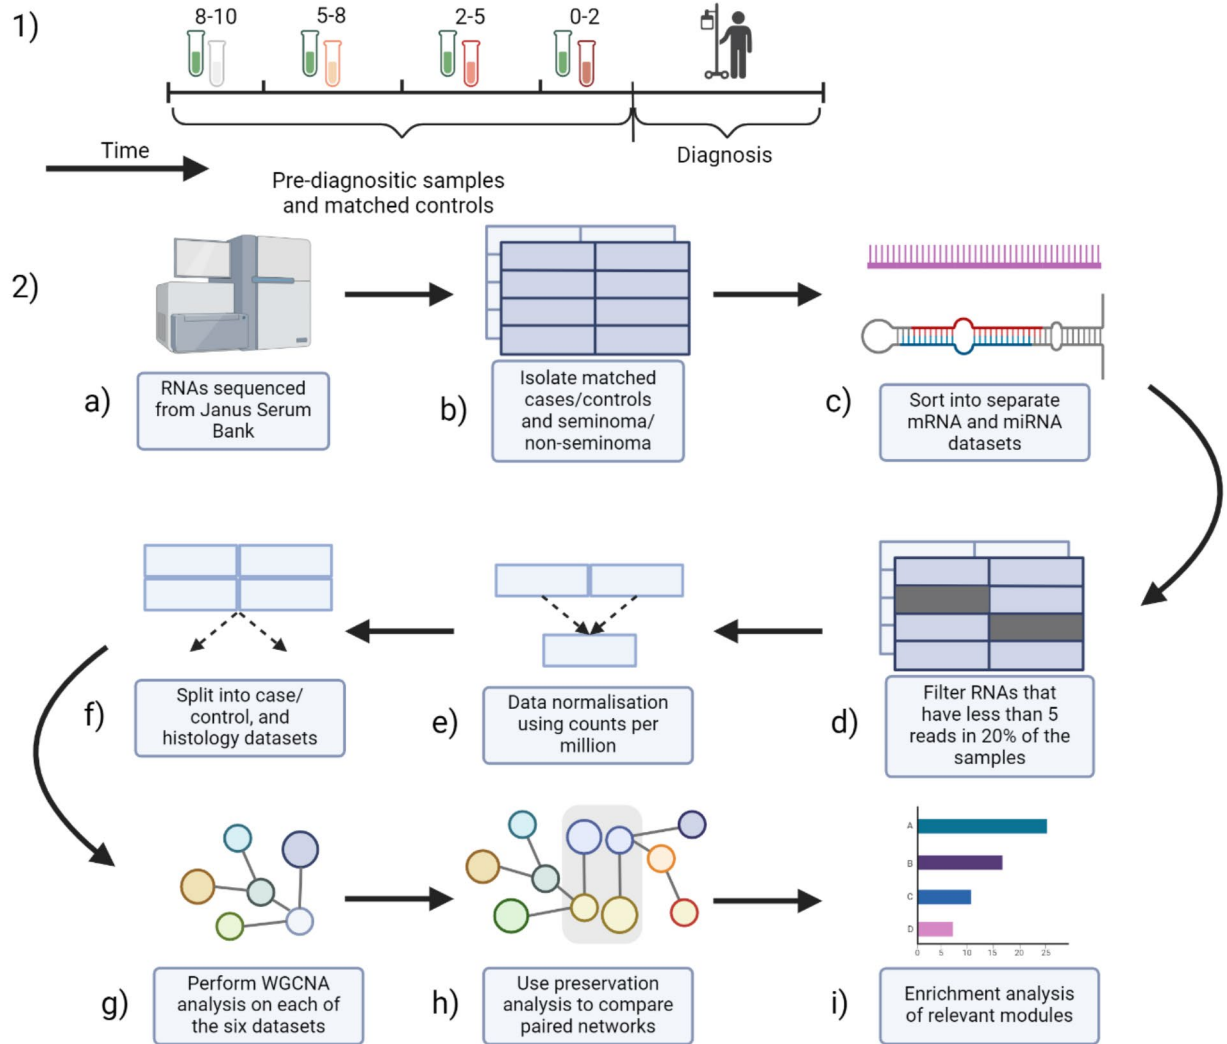 1)
8-10
5-8
2-5
0-2
Time
Diagnosis
Pre-diagnositic samples
and matched controls
2)
a)
RNAs sequenced
from Janus Serum
Bank
b)
Isolate matched
cases/controls
and seminoma/
non-seminoma
c)
Sort into separate
mRNA and miRNA
datasets
f)
Split into case/
control, and
histology datasets
e)
Data normalisation
using counts per
million
d)
Filter RNAs that
have less than 5
reads in 20% of the
samples
g)
Perform WGCNA
analysis on each of
the six datasets
h)
Use preservation
analysis to compare
paired networks
A
B
C
D
0 5 10 15 20 25
i)
Enrichment analysis
of relevant modules